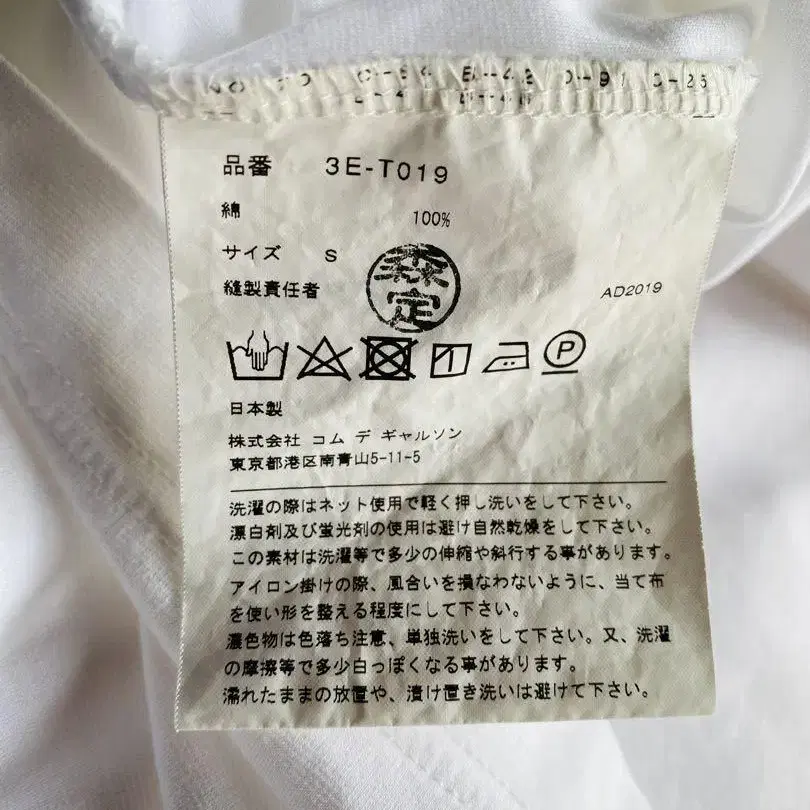 品番 3E-T019
綿 100%
サイズ S
縫製責任者 森定 AD2019
P
日本製
株式会社 コム デ ギャルソン
東京都港区南青山5-11-5
洗濯の際はネット使用で軽く押し洗いをして下さい。
漂白剤及び蛍光剤の使用は避け自然乾燥をして下さい。
この素材は洗濯等で多少の伸縮や斜行する事があります。
アイロン掛けの際、風合いを損なわないように、当て布
を使い形を整える程度にして下さい。
濃色物は色落ち注意、単独洗いをして下さい。又、洗濯
の摩擦等で多少白っぽくなる事があります。
濡れたままの放置や、漬け置き洗いは避けて下さい。